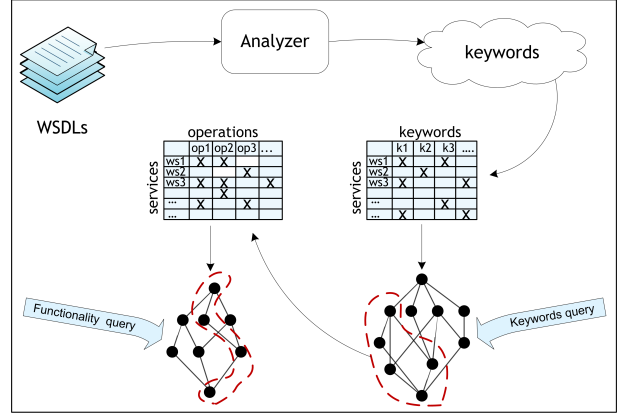 Analyzer
keywords
WSDLs
operations
op1 op2 op3 ...
services
ws1 X X
ws2 X
ws3 X X X
X
... X X
...
keywords
k1 k2 k3 ....
services
ws1 X X
ws2 X
ws3 X X
... X
... X X
Functionality query
Keywords query